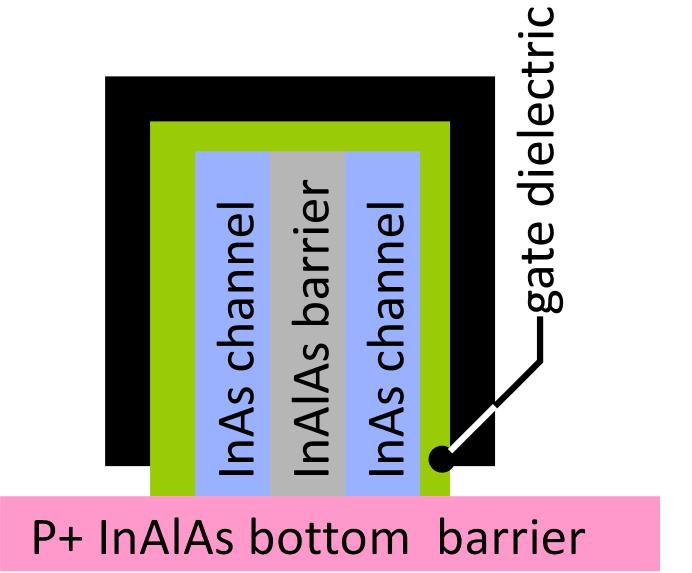 InAs channel
InAlAs barrier
InAs channel
gate dielectric
P+ InAlAs bottom barrier